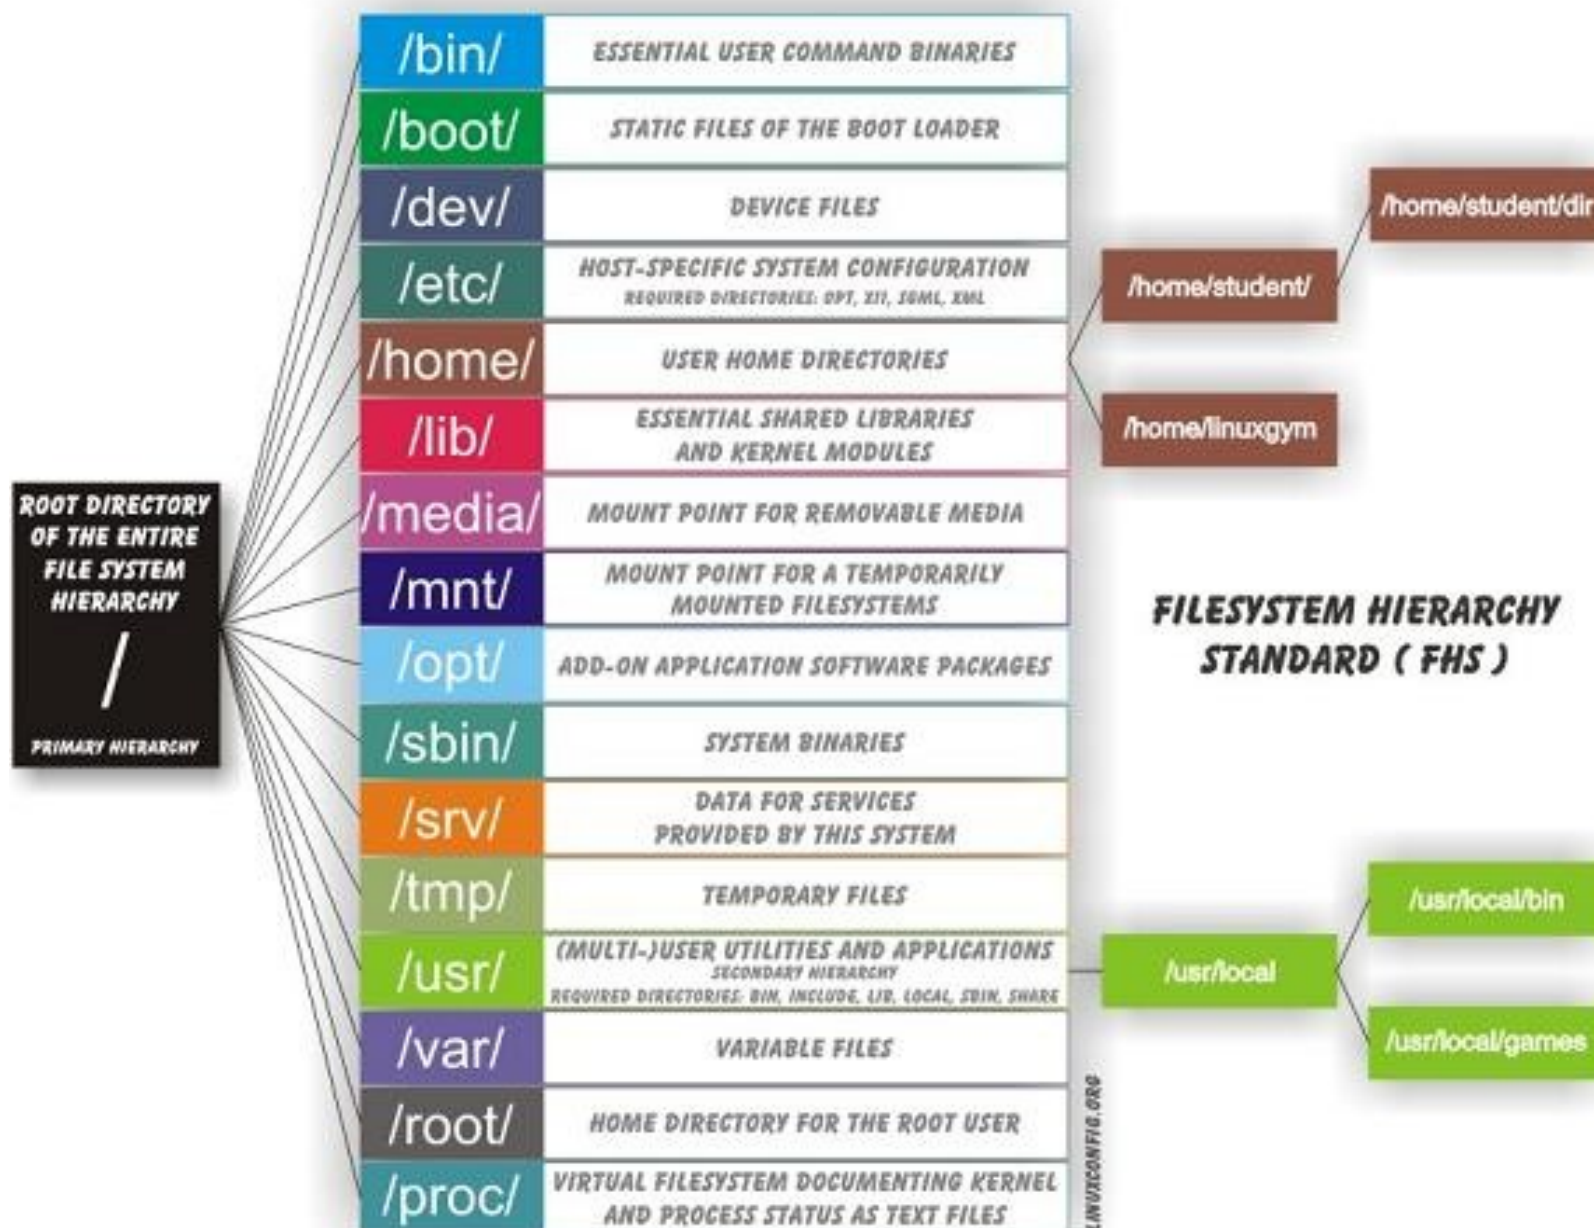 ROOT DIRECTORY
OF THE ENTIRE
FILE SYSTEM
HIERARCHY
/
PRIMARY HIERARCHY
/bin/
ESSENTIAL USER COMMAND BINARIES
/boot/
STATIC FILES OF THE BOOT LOADER
/dev/
DEVICE FILES
/etc/
HOST-SPECIFIC SYSTEM CONFIGURATION
REQUIRED DIRECTORIES: OPT, X11, SGML, XML
/home/
USER HOME DIRECTORIES
/lib/
ESSENTIAL SHARED LIBRARIES
AND KERNEL MODULES
/media/
MOUNT POINT FOR REMOVABLE MEDIA
/mnt/
MOUNT POINT FOR A TEMPORARILY
MOUNTED FILESYSTEMS
/opt/
ADD-ON APPLICATION SOFTWARE PACKAGES
/sbin/
SYSTEM BINARIES
/srv/
DATA FOR SERVICES
PROVIDED BY THIS SYSTEM
/tmp/
TEMPORARY FILES
/usr/
(MULTI-)USER UTILITIES AND APPLICATIONS
SECONDARY HIERARCHY
REQUIRED DIRECTORIES: BIN, INCLUDE, LIB, LOCAL, SBIN, SHARE
/var/
VARIABLE FILES
/root/
HOME DIRECTORY FOR THE ROOT USER
/proc/
VIRTUAL FILESYSTEM DOCUMENTING KERNEL
AND PROCESS STATUS AS TEXT FILES
/home/student/
/home/student/dir
/home/linuxgym
FILESYSTEM HIERARCHY
STANDARD ( FHS )
/usr/local
/usr/local/bin
/usr/local/games
LINUXCONFIG.ORG